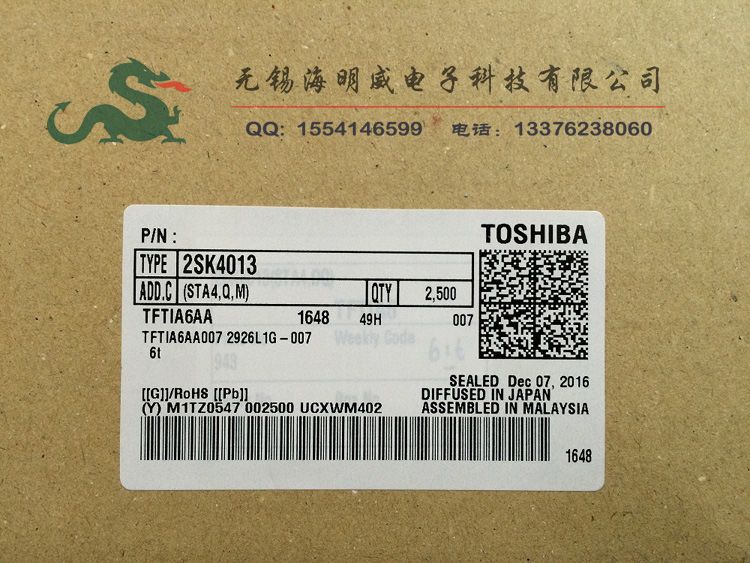 无锡海明威电子科技有限公司
QQ: 1554146599 电话: 13376238060
P/N :
TOSHIBA
TYPE 2SK4013
ADD.C (STA4,Q,M) QTY 2,500
TFTIA6AA 1648 49H 007
TFTIA6AA007 2926L1G-007
6t
Weekly Code
943
SEALED Dec 07, 2016
[[G]]/RoHS [[Pb]] DIFFUSED IN JAPAN
(Y) M1TZ0547 002500 UCXWM402 ASSEMBLED IN MALAYSIA
1648